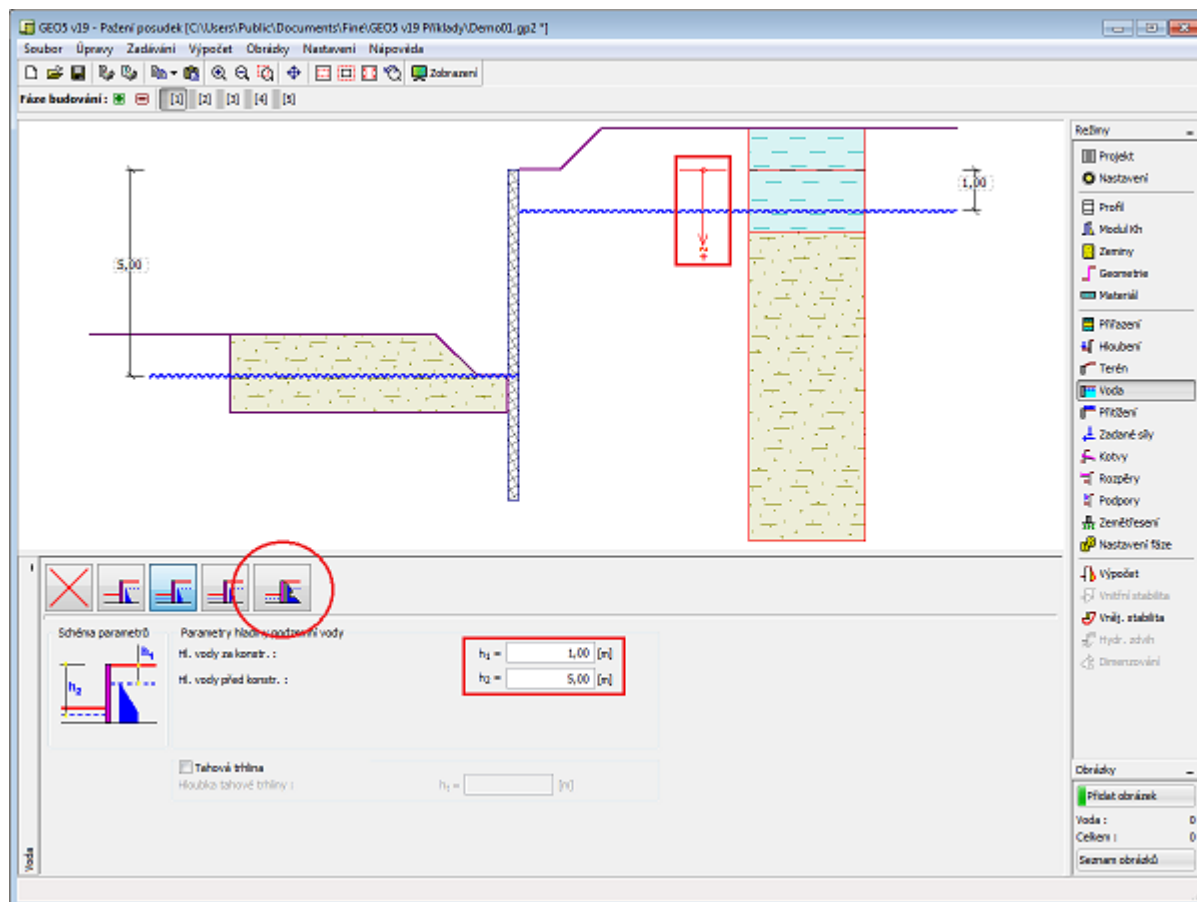 GEO5 v19 - Pažení posudek [C:\Users\Public\Documents\Fine\GEO5 v19 Příklady\Demo01.gp2 *]
Soubor Úpravy Zadávání Výpočet Obrázky Nastavení Nápověda
Zobrazení
Fáze budování : [1] [2] [3] [4] [5]
5,00
1,00
+z
Režimy
Projekt
Nastavení
Profil
Modul Kh
Zeminy
Geometrie
Materiál
Přiřazení
Hloubení
Terén
Voda
Přitížení
Zadané síly
Kotvy
Rozpěry
Podpory
Zemětřesení
Nastavení fáze
Výpočet
Vnitřní stabilita
Vněj. stabilita
Hydr. zdvih
Dimenzování
Obrázky
Přidat obrázek
Voda : 0
Celkem : 0
Seznam obrázků
Voda
Schéma parametrů
h1
h2
Parametry hladiny podzemní vody
Hl. vody za konstr. : h1 = 1,00 [m]
Hl. vody před konstr. : h2 = 5,00 [m]
Tahová trhlina
Hloubka tahové trhliny : ht = [m]